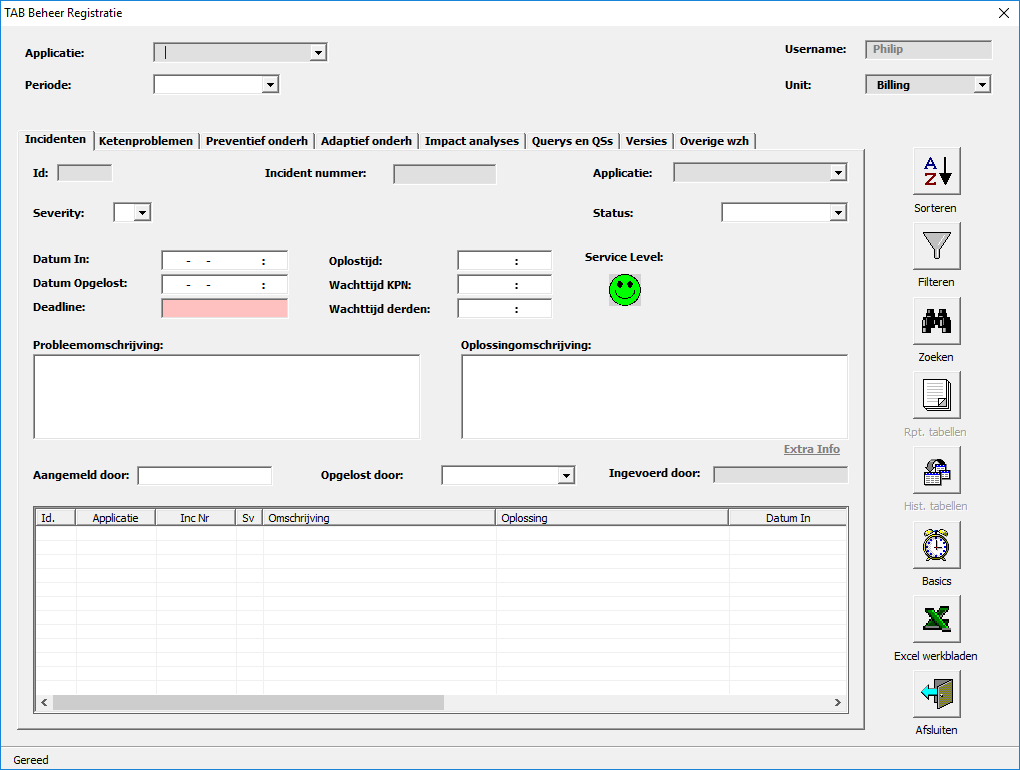 TAB Beheer Registratie
Applicatie:
Username: Philip
Periode:
Unit: Billing
Incidenten Ketenproblemen Preventief onderh Adaptief onderh Impact analyses Querys en QSs Versies Overige wzh
Id: Incident nummer: Applicatie:
Severity: Status:
Datum In: - - : Oplostijd: : Service Level:
Datum Opgelost: - - : Wachttijd KPN: :
Deadline: Wachttijd derden: :
Probleemomschrijving: Oplossingomschrijving:
Extra Info
Aangemeld door: Opgelost door: Ingevoerd door:
Id. Applicatie Inc Nr Sv Omschrijving Oplossing Datum In
A
Z
Sorteren
Filteren
Zoeken
Rpt. tabellen
Hist. tabellen
Basics
Excel werkbladen
Afsluiten
Gereed